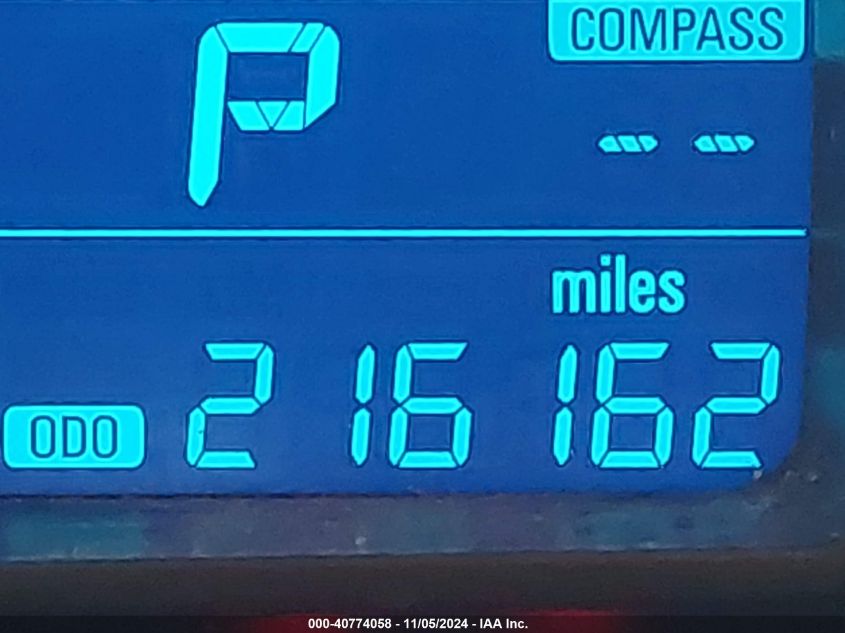 COMPASS
P
-- --
miles
ODO 216162
000-40774058 - 11/05/2024 - IAA Inc.